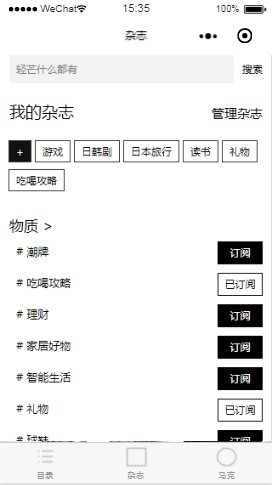 WeChat 15:35 100%
杂志
轻芒什么都有 搜索
我的杂志 管理杂志
+ 游戏 日韩剧 日本旅行 读书 礼物
吃喝攻略
物质 >
# 潮牌 订阅
# 吃喝攻略 已订阅
# 理财 订阅
# 家居好物 订阅
# 智能生活 订阅
# 礼物 已订阅
# 球鞋 订阅
目录 杂志 马克